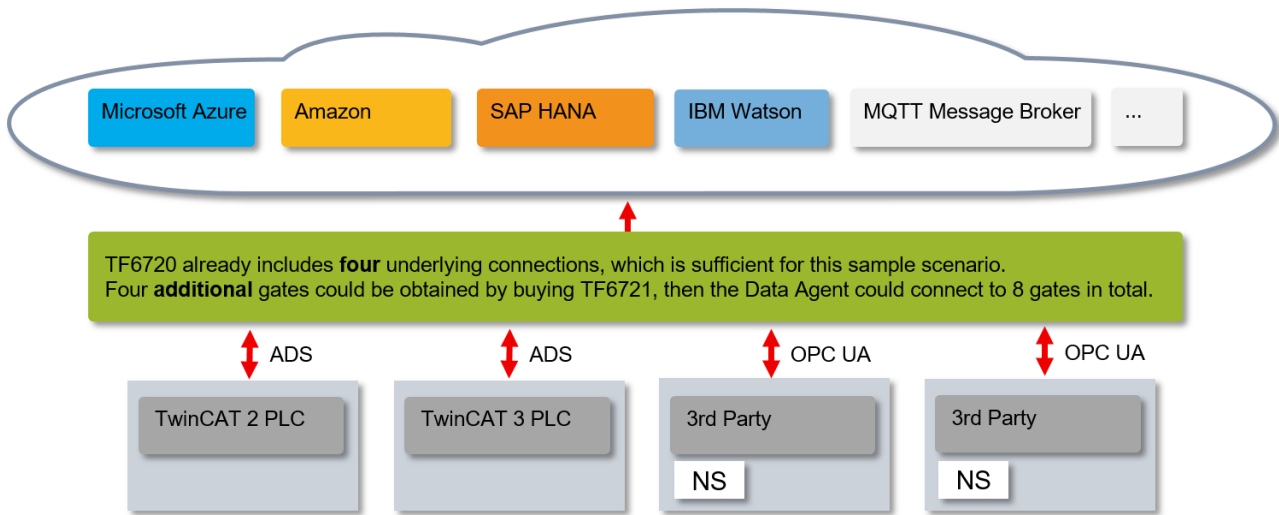 Microsoft Azure
Amazon
SAP HANA
IBM Watson
MQTT Message Broker
...
TF6720 already includes four underlying connections, which is sufficient for this sample scenario.
Four additional gates could be obtained by buying TF6721, then the Data Agent could connect to 8 gates in total.
ADS
ADS
OPC UA
OPC UA
TwinCAT 2 PLC
TwinCAT 3 PLC
3rd Party
3rd Party
NS
NS